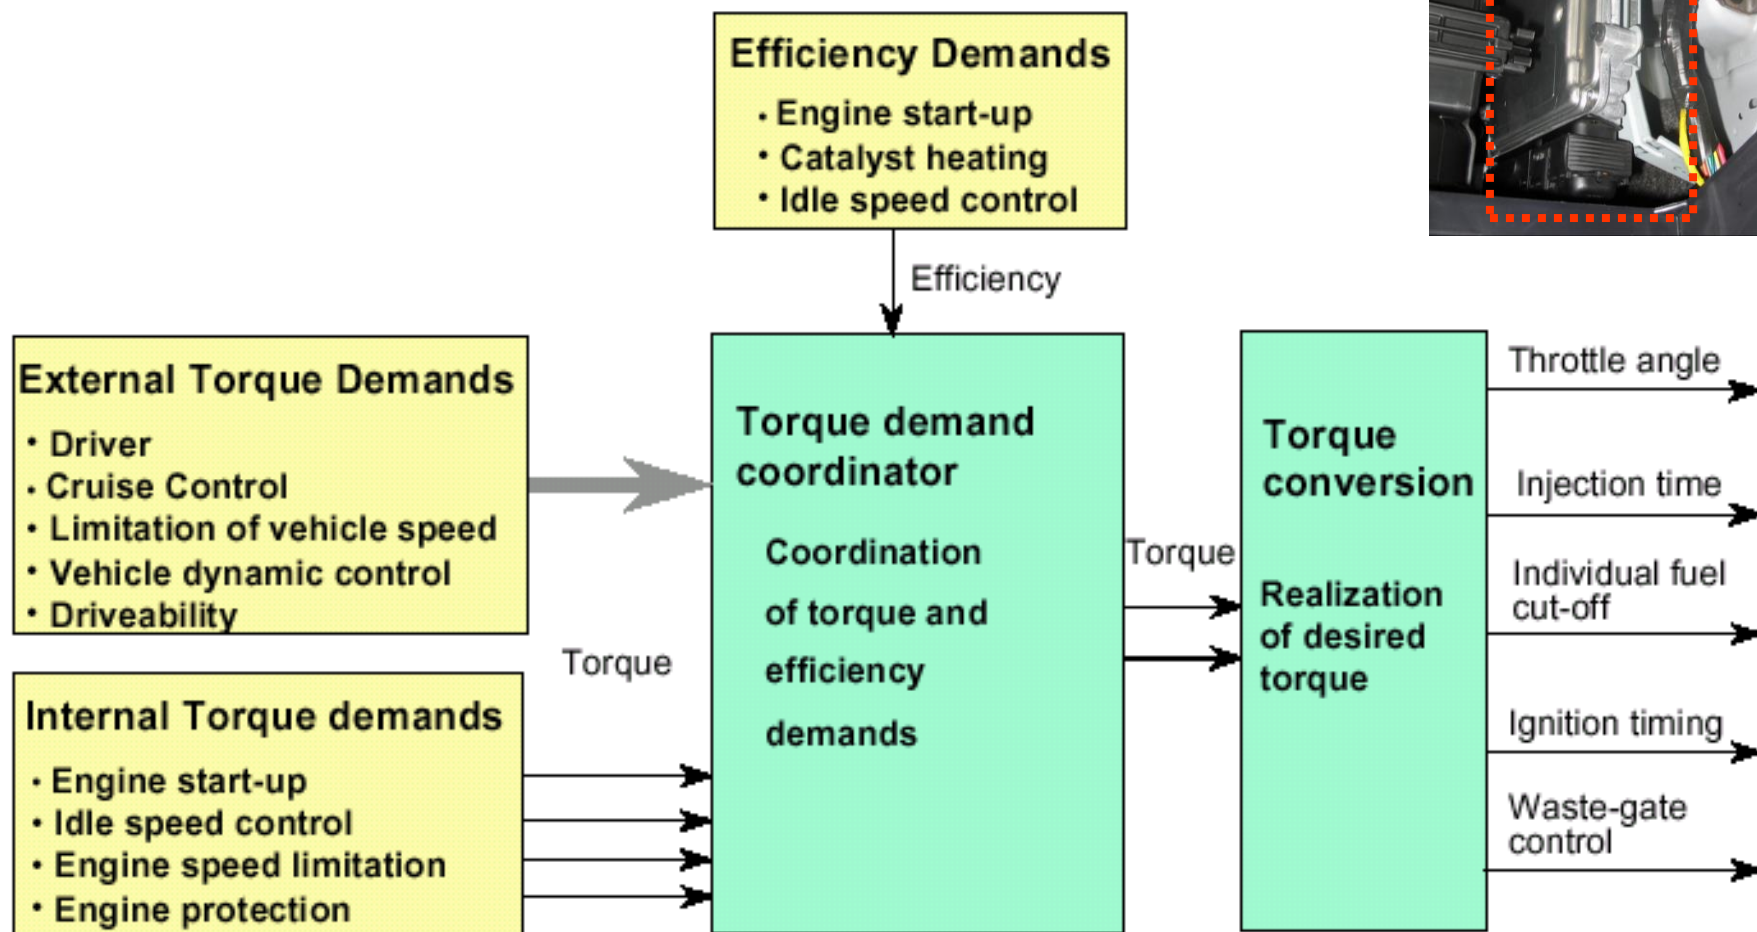 Efficiency Demands
· Engine start-up
· Catalyst heating
· Idle speed control
Efficiency
External Torque Demands
· Driver
· Cruise Control
· Limitation of vehicle speed
· Vehicle dynamic control
· Driveability
Torque
Internal Torque demands
· Engine start-up
· Idle speed control
· Engine speed limitation
· Engine protection
Torque demand
coordinator
Coordination
of torque and
efficiency
demands
Torque
Torque
conversion
Realization
of desired
torque
Throttle angle
Injection time
Individual fuel
cut-off
Ignition timing
Waste-gate
control